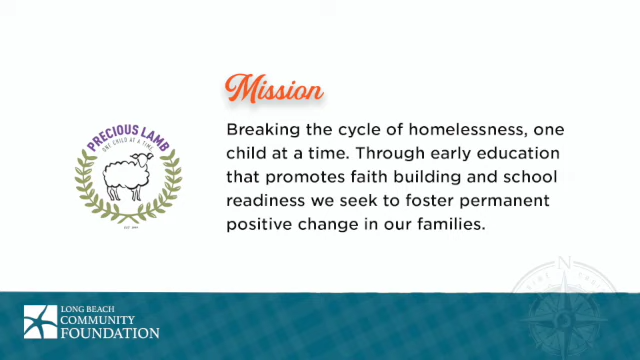 Mission
PRECIOUS LAMB
ONE CHILD AT A TIME
Breaking the cycle of homelessness, one
child at a time. Through early education
that promotes faith building and school
readiness we seek to foster permanent
positive change in our families.
N
LONG BEACH
COMMUNITY
FOUNDATION